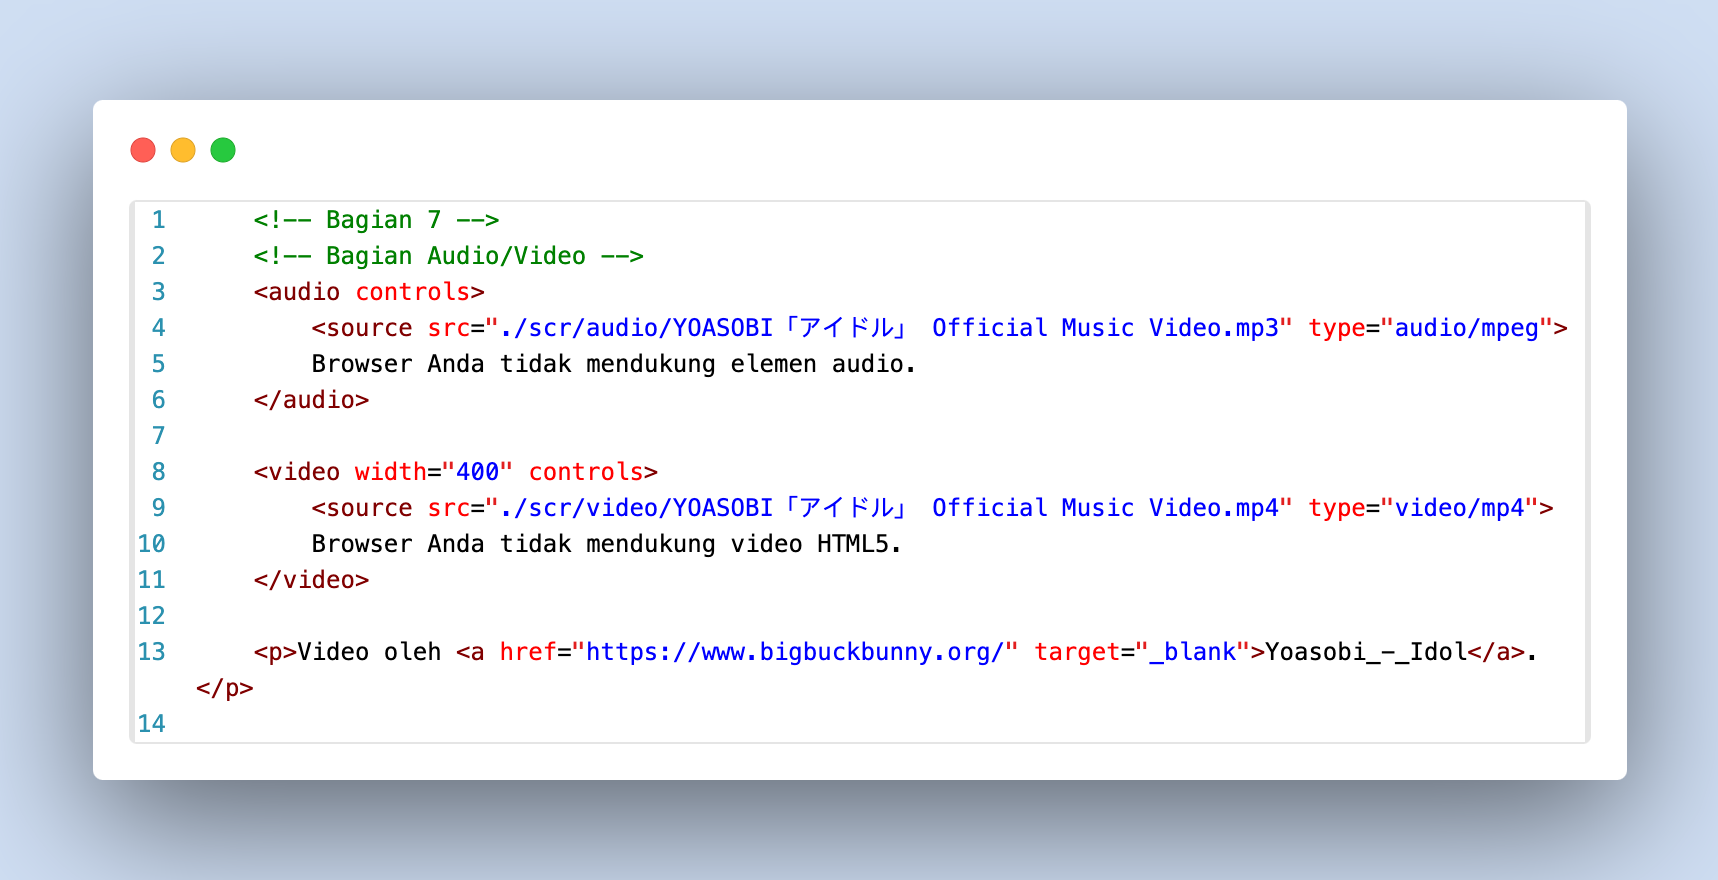 1 <!-- Bagian 7 -->
2 <!-- Bagian Audio/Video -->
3 <audio controls>
4 <source src="./scr/audio/YOASOBI「アイドル」 Official Music Video.mp3" type="audio/mpeg">
5 Browser Anda tidak mendukung elemen audio.
6 </audio>
7
8 <video width="400" controls>
9 <source src="./scr/video/YOASOBI「アイドル」 Official Music Video.mp4" type="video/mp4">
10 Browser Anda tidak mendukung video HTML5.
11 </video>
12
13 <p>Video oleh <a href="https://www.bigbuckbunny.org/" target="_blank">Yoasobi_-_Idol</a>.
</p>
14